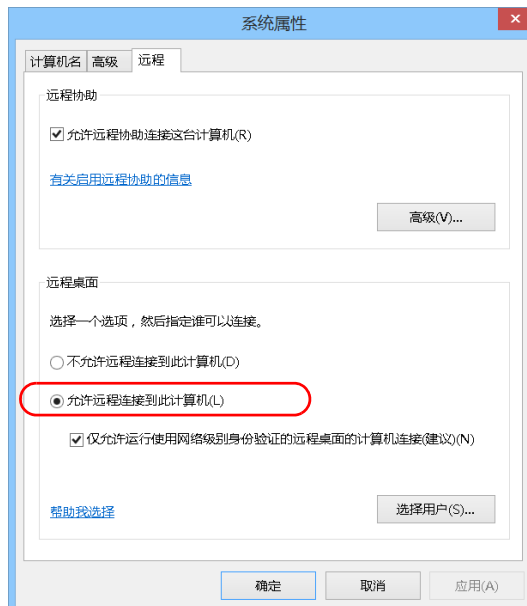 系统属性
计算机名 高级 远程
远程协助
允许远程协助连接这台计算机(R)
有关启用远程协助的信息
高级(V)...
远程桌面
选择一个选项，然后指定谁可以连接。
不允许远程连接到此计算机(D)
允许远程连接到此计算机(L)
仅允许运行使用网络级别身份验证的远程桌面的计算机连接(建议)(N)
帮助我选择
选择用户(S)...
确定 取消 应用(A)